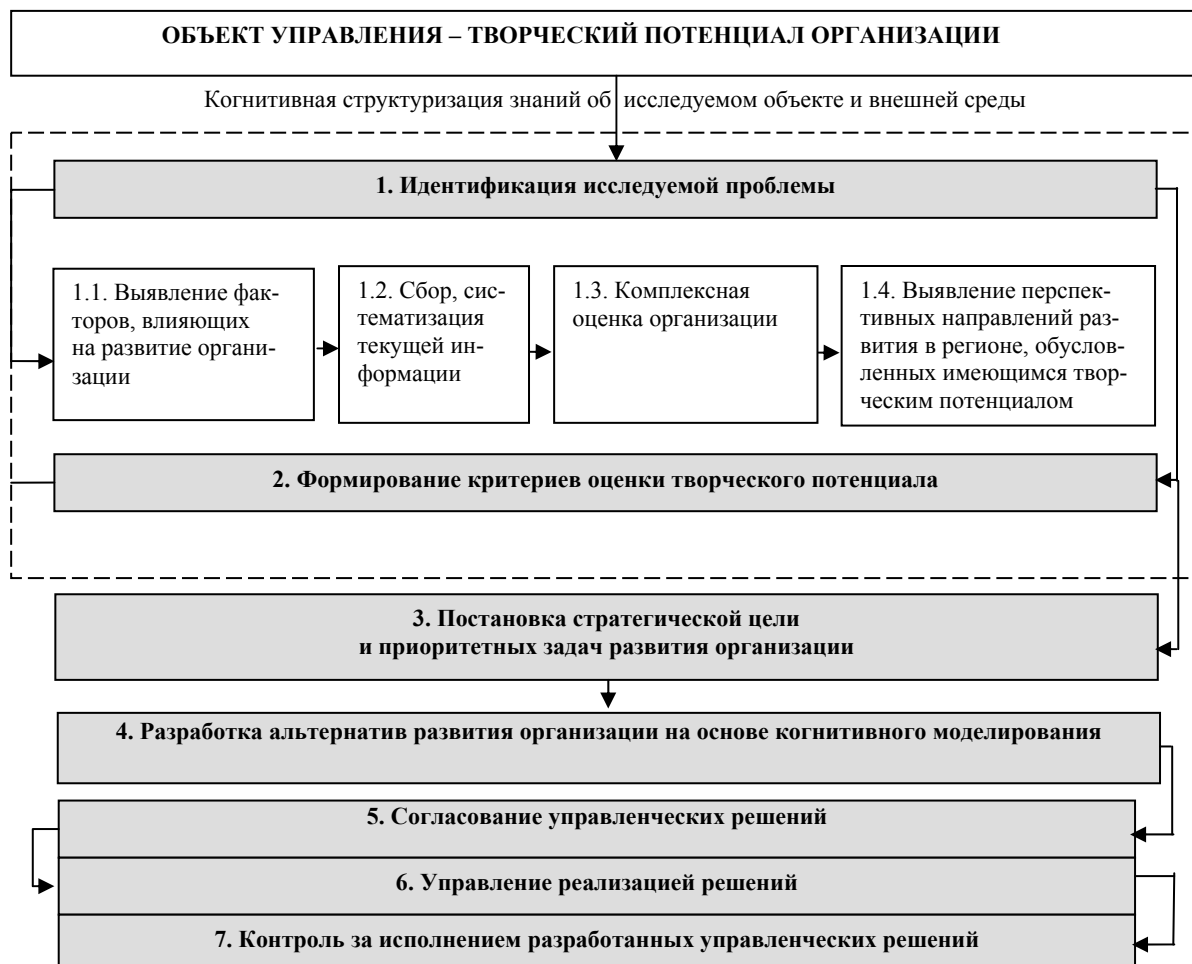 ОБЪЕКТ УПРАВЛЕНИЯ – ТВОРЧЕСКИЙ ПОТЕНЦИАЛ ОРГАНИЗАЦИИ
Когнитивная структуризация знаний об исследуемом объекте и внешней среды
1. Идентификация исследуемой проблемы
1.1. Выявление фак-
торов, влияющих
на развитие органи-
зации
1.2. Сбор, сис-
тематизация
текущей ин-
формации
1.3. Комплексная
оценка организации
1.4. Выявление перспек-
тивных направлений раз-
вития в регионе, обуслов-
ленных имеющимся твор-
ческим потенциалом
2. Формирование критериев оценки творческого потенциала
3. Постановка стратегической цели
и приоритетных задач развития организации
4. Разработка альтернатив развития организации на основе когнитивного моделирования
5. Согласование управленческих решений
6. Управление реализацией решений
7. Контроль за исполнением разработанных управленческих решений